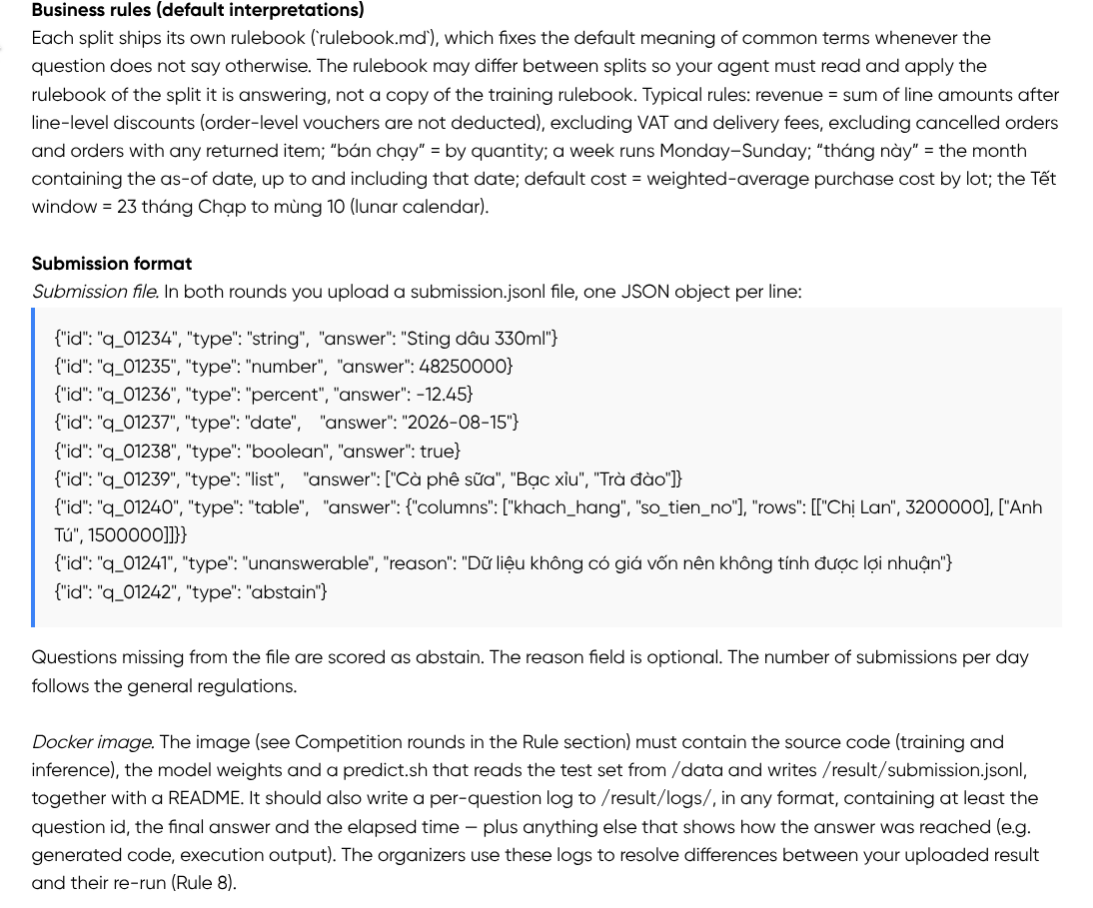 Business rules (default interpretations)
Each split ships its own rulebook (`rulebook.md`), which fixes the default meaning of common terms whenever the
question does not say otherwise. The rulebook may differ between splits so your agent must read and apply the
rulebook of the split it is answering, not a copy of the training rulebook. Typical rules: revenue = sum of line amounts after
line-level discounts (order-level vouchers are not deducted), excluding VAT and delivery fees, excluding cancelled orders
and orders with any returned item; “bán chạy” = by quantity; a week runs Monday–Sunday; “tháng này” = the month
containing the as-of date, up to and including that date; default cost = weighted-average purchase cost by lot; the Tết
window = 23 tháng Chạp to mùng 10 (lunar calendar).
Submission format
Submission file. In both rounds you upload a submission.jsonl file, one JSON object per line:
{"id": "q_01234", "type": "string", "answer": "Sting dâu 330ml"}
{"id": "q_01235", "type": "number", "answer": 48250000}
{"id": "q_01236", "type": "percent", "answer": -12.45}
{"id": "q_01237", "type": "date", "answer": "2026-08-15"}
{"id": "q_01238", "type": "boolean", "answer": true}
{"id": "q_01239", "type": "list", "answer": ["Cà phê sữa", "Bạc xỉu", "Trà đào"]}
{"id": "q_01240", "type": "table", "answer": {"columns": ["khach_hang", "so_tien_no"], "rows": [["Chị Lan", 3200000], ["Anh
Tú", 1500000]]}}
{"id": "q_01241", "type": "unanswerable", "reason": "Dữ liệu không có giá vốn nên không tính được lợi nhuận"}
{"id": "q_01242", "type": "abstain"}
Questions missing from the file are scored as abstain. The reason field is optional. The number of submissions per day
follows the general regulations.
Docker image. The image (see Competition rounds in the Rule section) must contain the source code (training and
inference), the model weights and a predict.sh that reads the test set from /data and writes /result/submission.jsonl,
together with a README. It should also write a per-question log to /result/logs/, in any format, containing at least the
question id, the final answer and the elapsed time — plus anything else that shows how the answer was reached (e.g.
generated code, execution output). The organizers use these logs to resolve differences between your uploaded result
and their re-run (Rule 8).